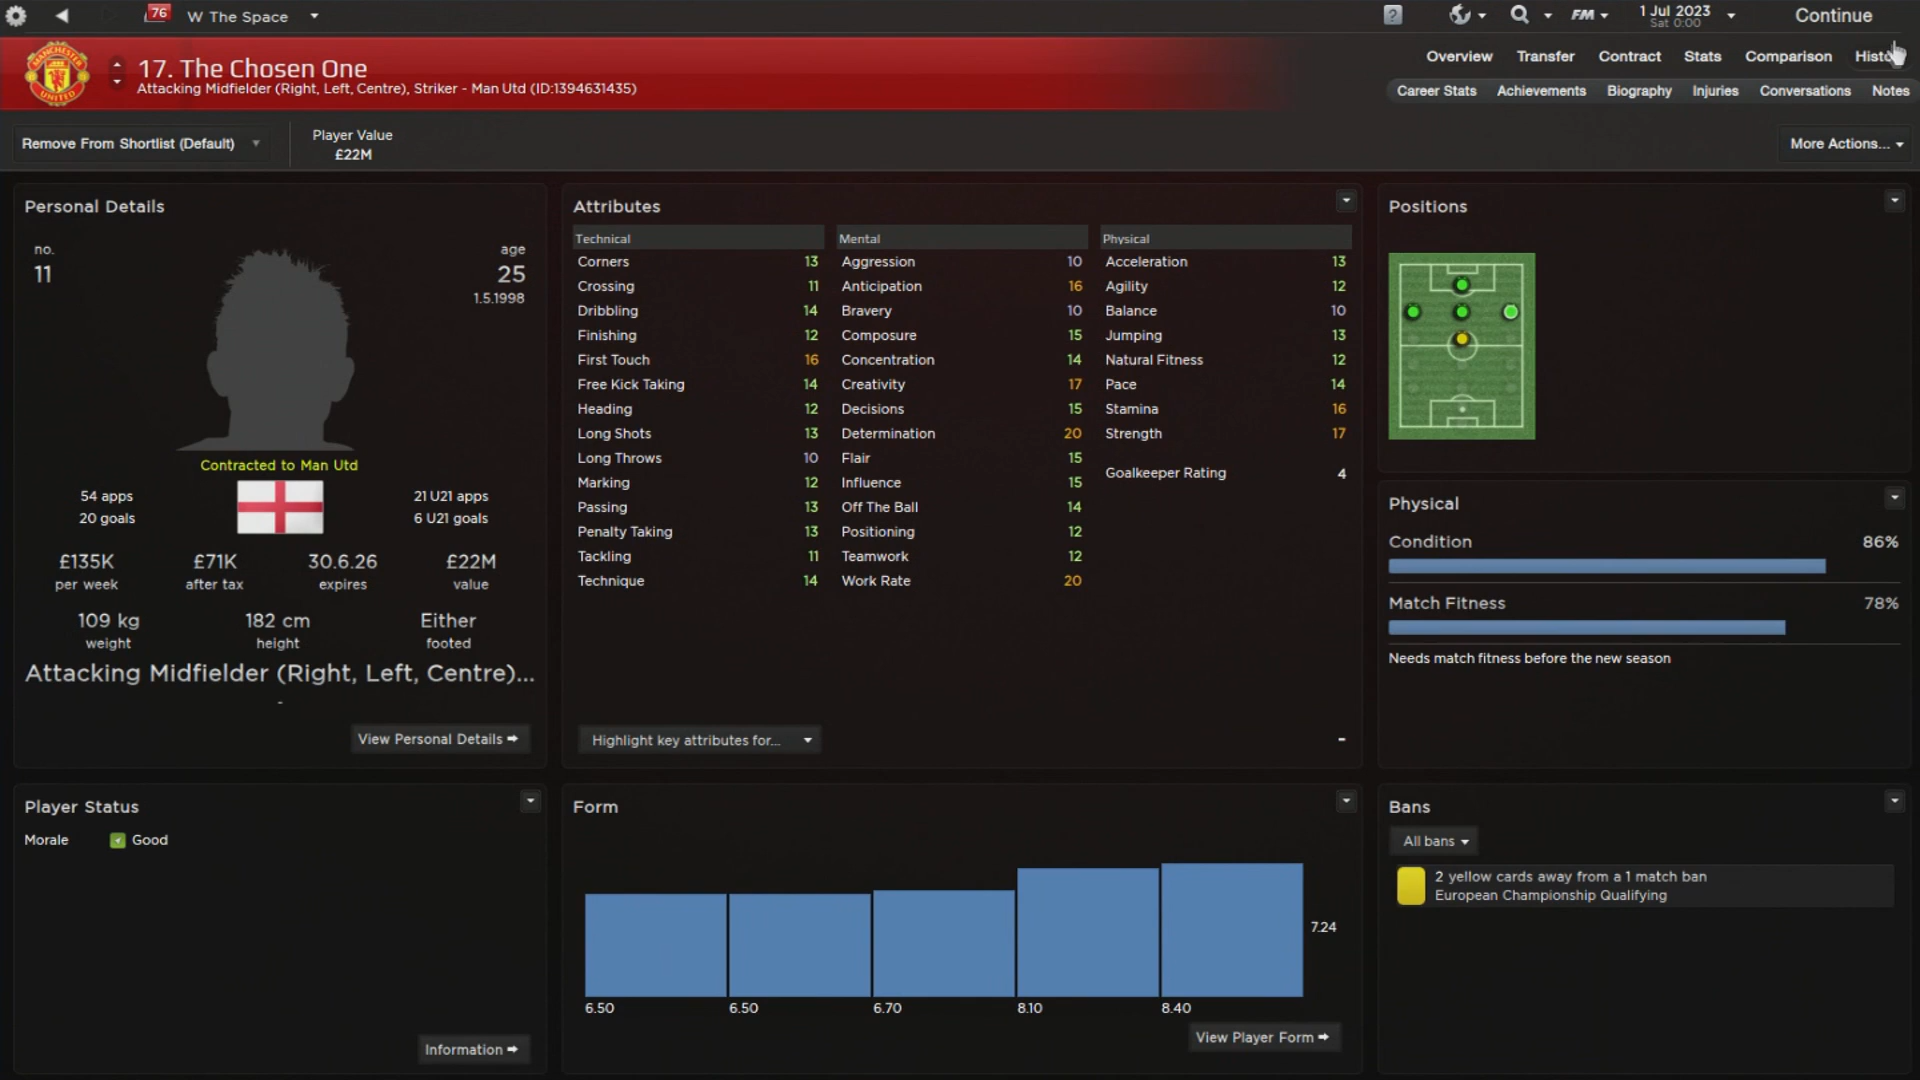 76 W The Space
? FM 1 Jul 2023 Continue
Sat 0:00
17. The Chosen One
Attacking Midfielder (Right, Left, Centre), Striker - Man Utd (ID:1394631435)
Overview Transfer Contract Stats Comparison
Career Stats Achievements Biography Injuries Conversations Notes
Remove From Shortlist (Default)
Player Value
£22M
More Actions...
Personal Details
no.
11
age
25
1.5.1998
Contracted to Man Utd
54 apps
20 goals
21 U21 apps
6 U21 goals
£135K £71K 30.6.26 £22M
per week after tax expires value
109 kg 182 cm Either
weight height footed
Attacking Midfielder (Right, Left, Centre)...
-
View Personal Details
Attributes
Technical
Corners 13
Crossing 11
Dribbling 14
Finishing 12
First Touch 16
Free Kick Taking 14
Heading 12
Long Shots 13
Long Throws 10
Marking 12
Passing 13
Penalty Taking 13
Tackling 11
Technique 14
Mental
Aggression 10
Anticipation 16
Bravery 10
Composure 15
Concentration 14
Creativity 17
Decisions 15
Determination 20
Flair 15
Influence 15
Off The Ball 14
Positioning 12
Teamwork 12
Work Rate 20
Physical
Acceleration 13
Agility 12
Balance 10
Jumping 13
Natural Fitness 12
Pace 14
Stamina 16
Strength 17
Goalkeeper Rating 4
Highlight key attributes for... -
Positions
Physical
Condition 86%
Match Fitness 78%
Needs match fitness before the new season
Player Status
Morale Good
Information
Form
7.24
6.50 6.50 6.70 8.10 8.40
View Player Form
Bans
All bans
2 yellow cards away from a 1 match ban
European Championship Qualifying